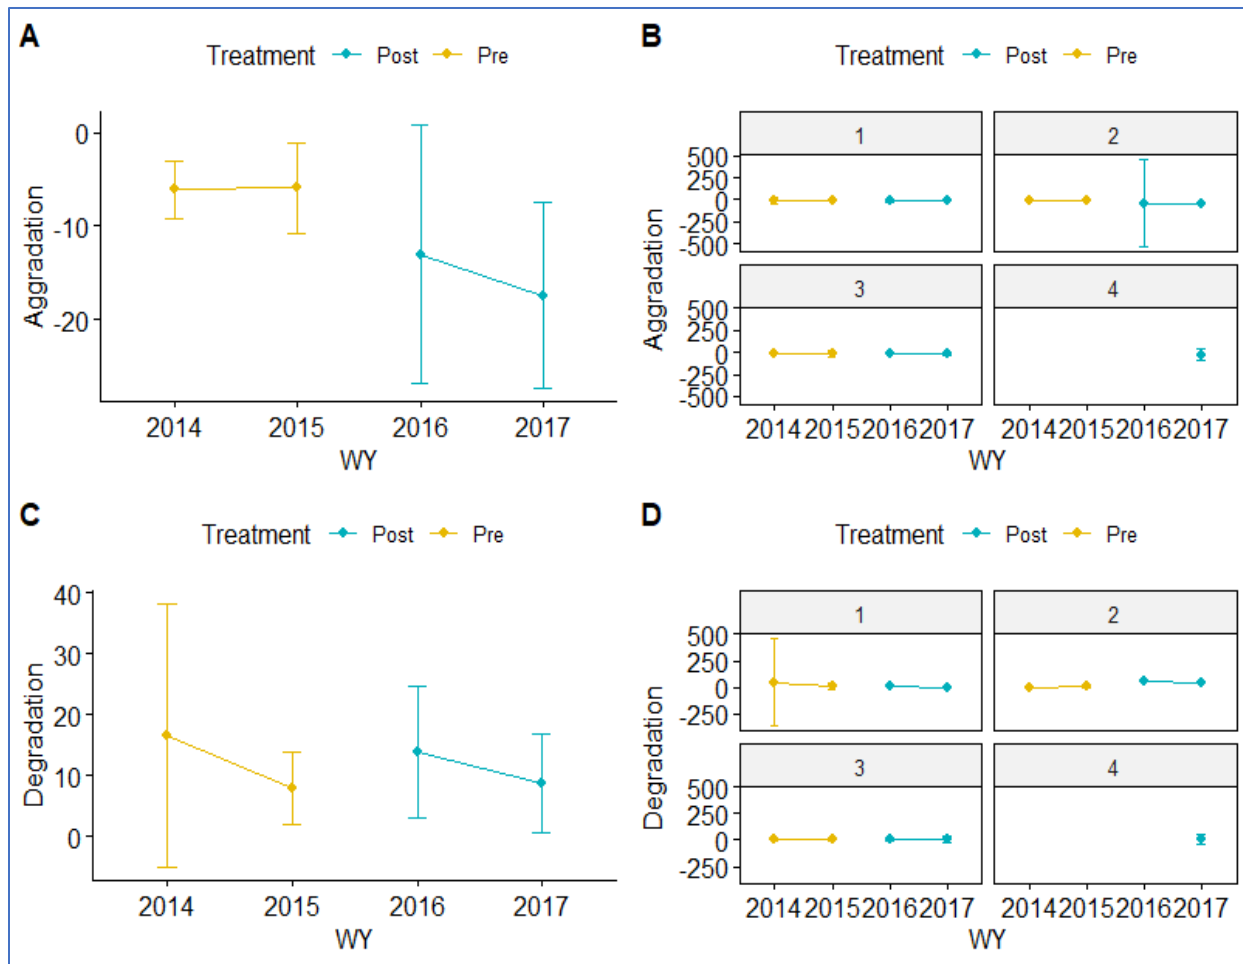 A
Treatment Post Pre
Aggradation
0
-10
-20
2014 2015 2016 2017
WY
B
Treatment Post Pre
Aggradation
1 2
500
250
0
-250
-500
3 4
500
250
0
-250
-500
2014 2015 2016 2017 2014 2015 2016 2017
WY
C
Treatment Post Pre
Degradation
40
30
20
10
0
2014 2015 2016 2017
WY
D
Treatment Post Pre
Degradation
1 2
500
250
0
-250
3 4
500
250
0
-250
2014 2015 2016 2017 2014 2015 2016 2017
WY